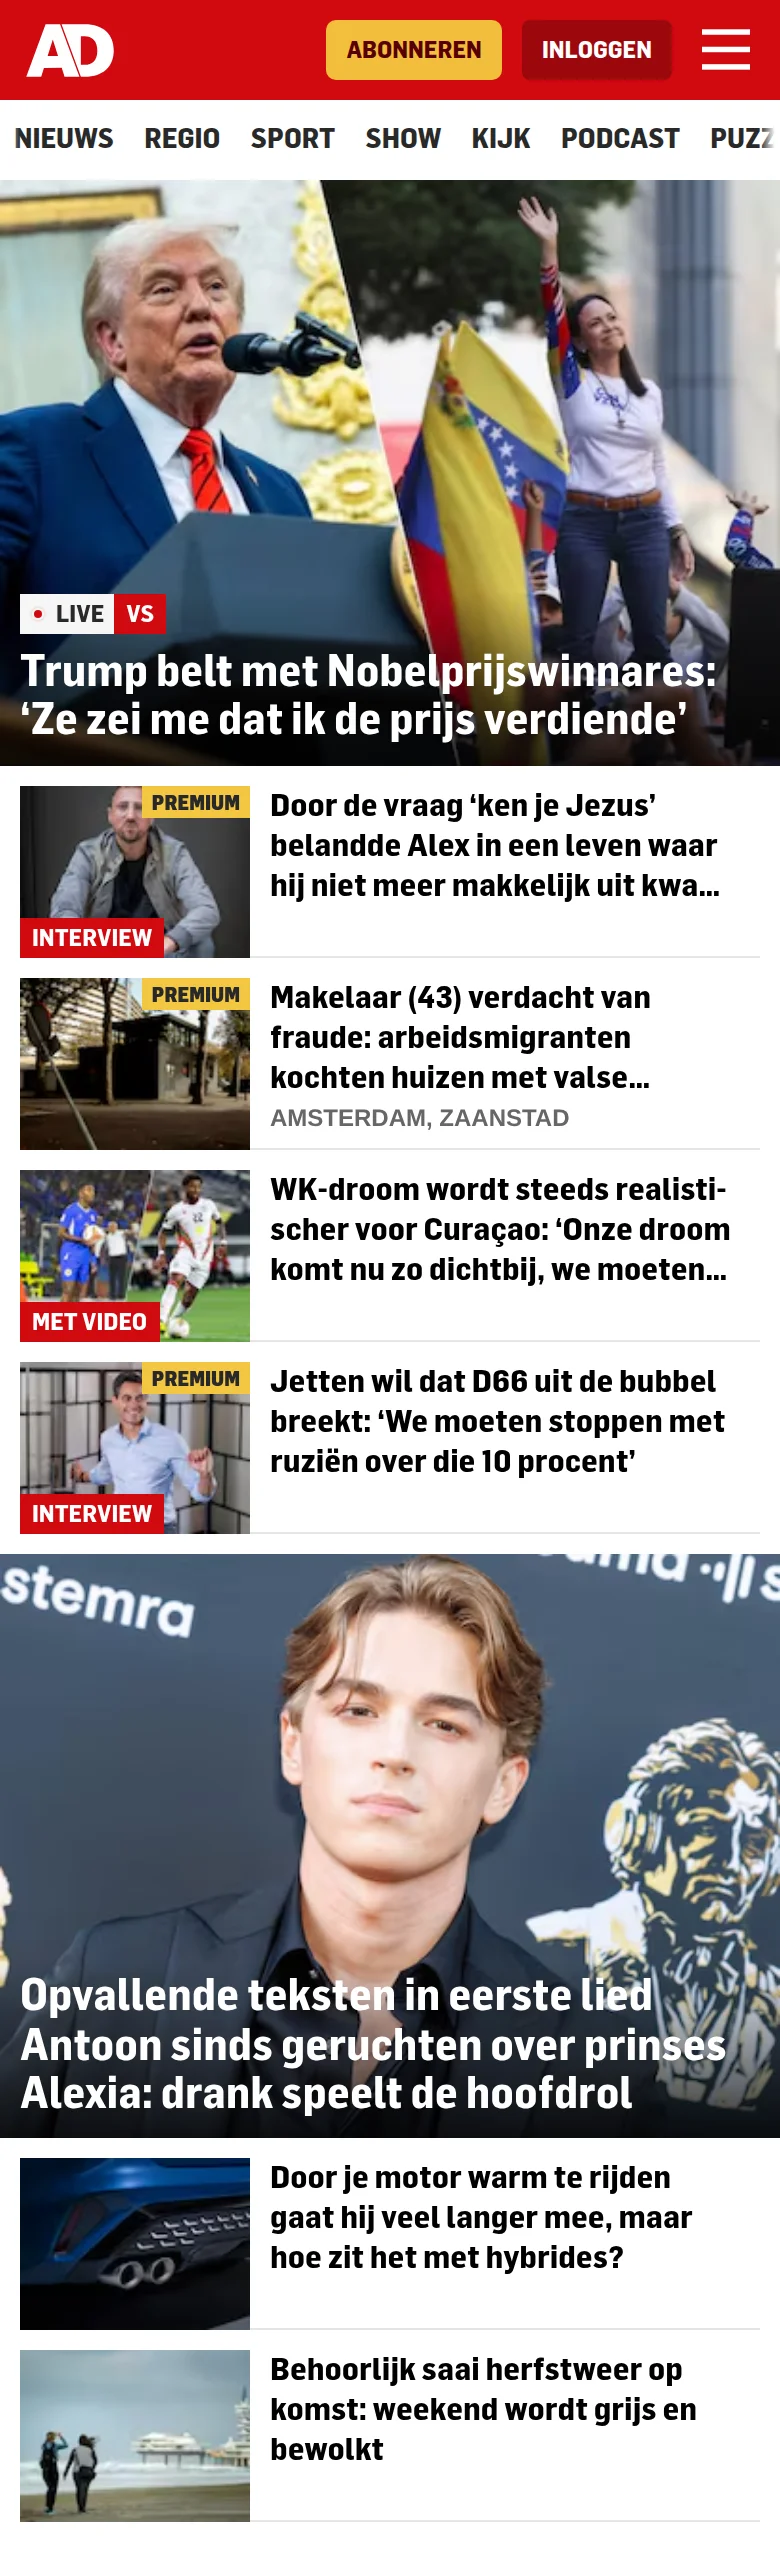 AD
ABONNEREN
INLOGGEN
NIEUWS REGIO SPORT SHOW KIJK PODCAST PUZZ
LIVE VS
Trump belt met Nobelprijswinnares:
‘Ze zei me dat ik de prijs verdiende’
PREMIUM
INTERVIEW
Door de vraag ‘ken je Jezus’
belandde Alex in een leven waar
hij niet meer makkelijk uit kwa...
PREMIUM
Makelaar (43) verdacht van
fraude: arbeidsmigranten
kochten huizen met valse...
AMSTERDAM, ZAANSTAD
MET VIDEO
WK-droom wordt steeds realisti-
scher voor Curaçao: ‘Onze droom
komt nu zo dichtbij, we moeten...
PREMIUM
INTERVIEW
Jetten wil dat D66 uit de bubbel
breekt: ‘We moeten stoppen met
ruziën over die 10 procent’
stemra
Opvallende teksten in eerste lied
Antoon sinds geruchten over prinses
Alexia: drank speelt de hoofdrol
Door je motor warm te rijden
gaat hij veel langer mee, maar
hoe zit het met hybrides?
Behoorlijk saai herfstweer op
komst: weekend wordt grijs en
bewolkt